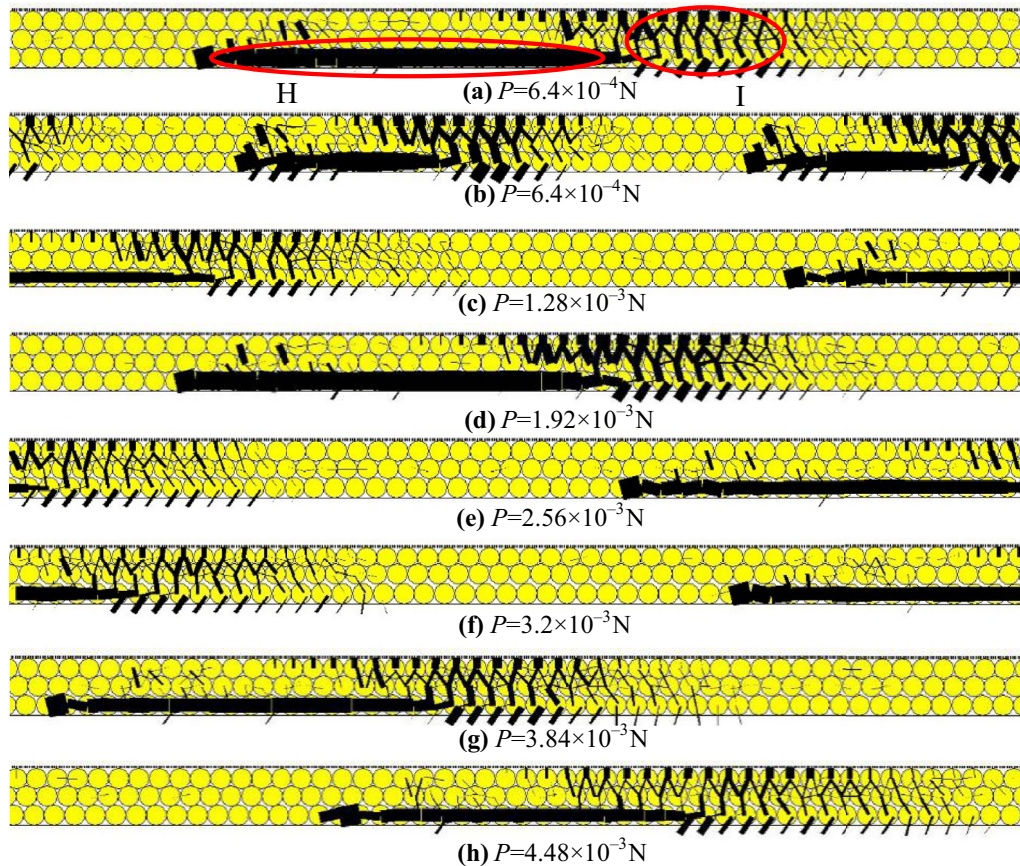 H
(a) P=6.4×10⁻⁴N
I
(b) P=6.4×10⁻⁴N
(c) P=1.28×10⁻³N
(d) P=1.92×10⁻³N
(e) P=2.56×10⁻³N
(f) P=3.2×10⁻³N
(g) P=3.84×10⁻³N
(h) P=4.48×10⁻³N